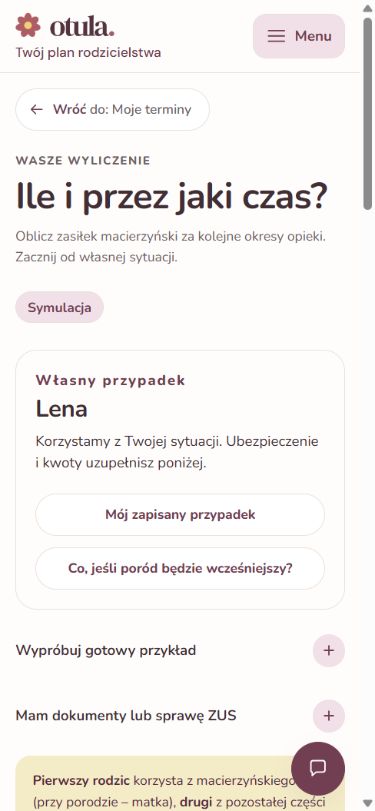 otula.
Twój plan rodzicielstwa
Menu
← Wróć do: Moje terminy
WASZE WYLICZENIE
Ile i przez jaki czas?
Oblicz zasiłek macierzyński za kolejne okresy opieki.
Zacznij od własnej sytuacji.
Symulacja
Własny przypadek
Lena
Korzystamy z Twojej sytuacji. Ubezpieczenie
i kwoty uzupełnisz poniżej.
Mój zapisany przypadek
Co, jeśli poród będzie wcześniejszy?
Wypróbuj gotowy przykład
+
Mam dokumenty lub sprawę ZUS
+
Pierwszy rodzic korzysta z macierzyńskiego
(przy porodzie – matka), drugi z pozostałej części